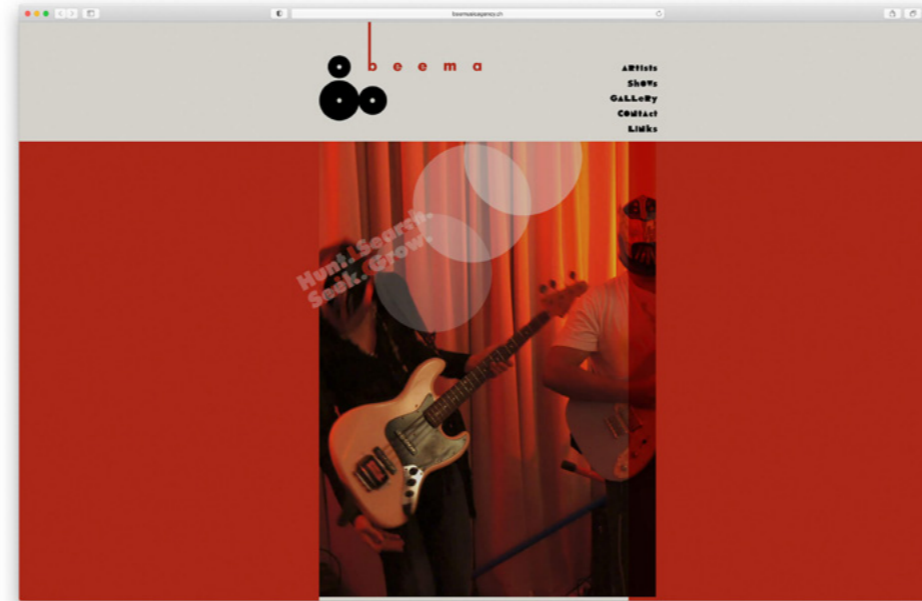 beema
ARtists
Shows
GALLeRy
CONtAct
LiNks
Hunt. Search.
Seek. Grow.